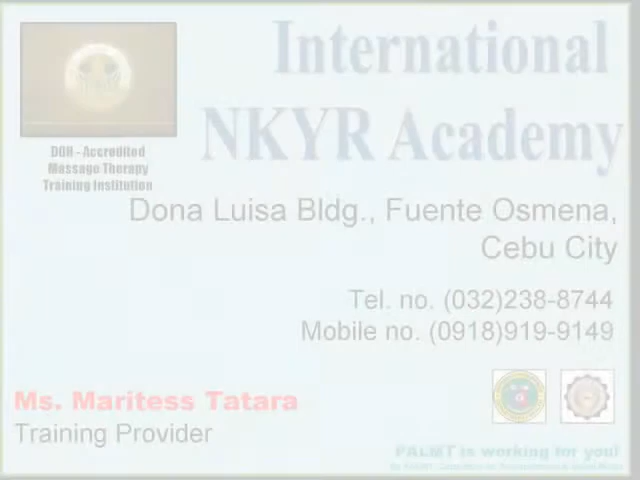 International
NKYR Academy
DOH - Accredited
Massage Therapy
Training Institution
Dona Luisa Bldg., Fuente Osmena,
Cebu City
Tel. no. (032)238-8744
Mobile no. (0918)919-9149
Ms. Maritess Tatara
Training Provider
PALMT is working for you!